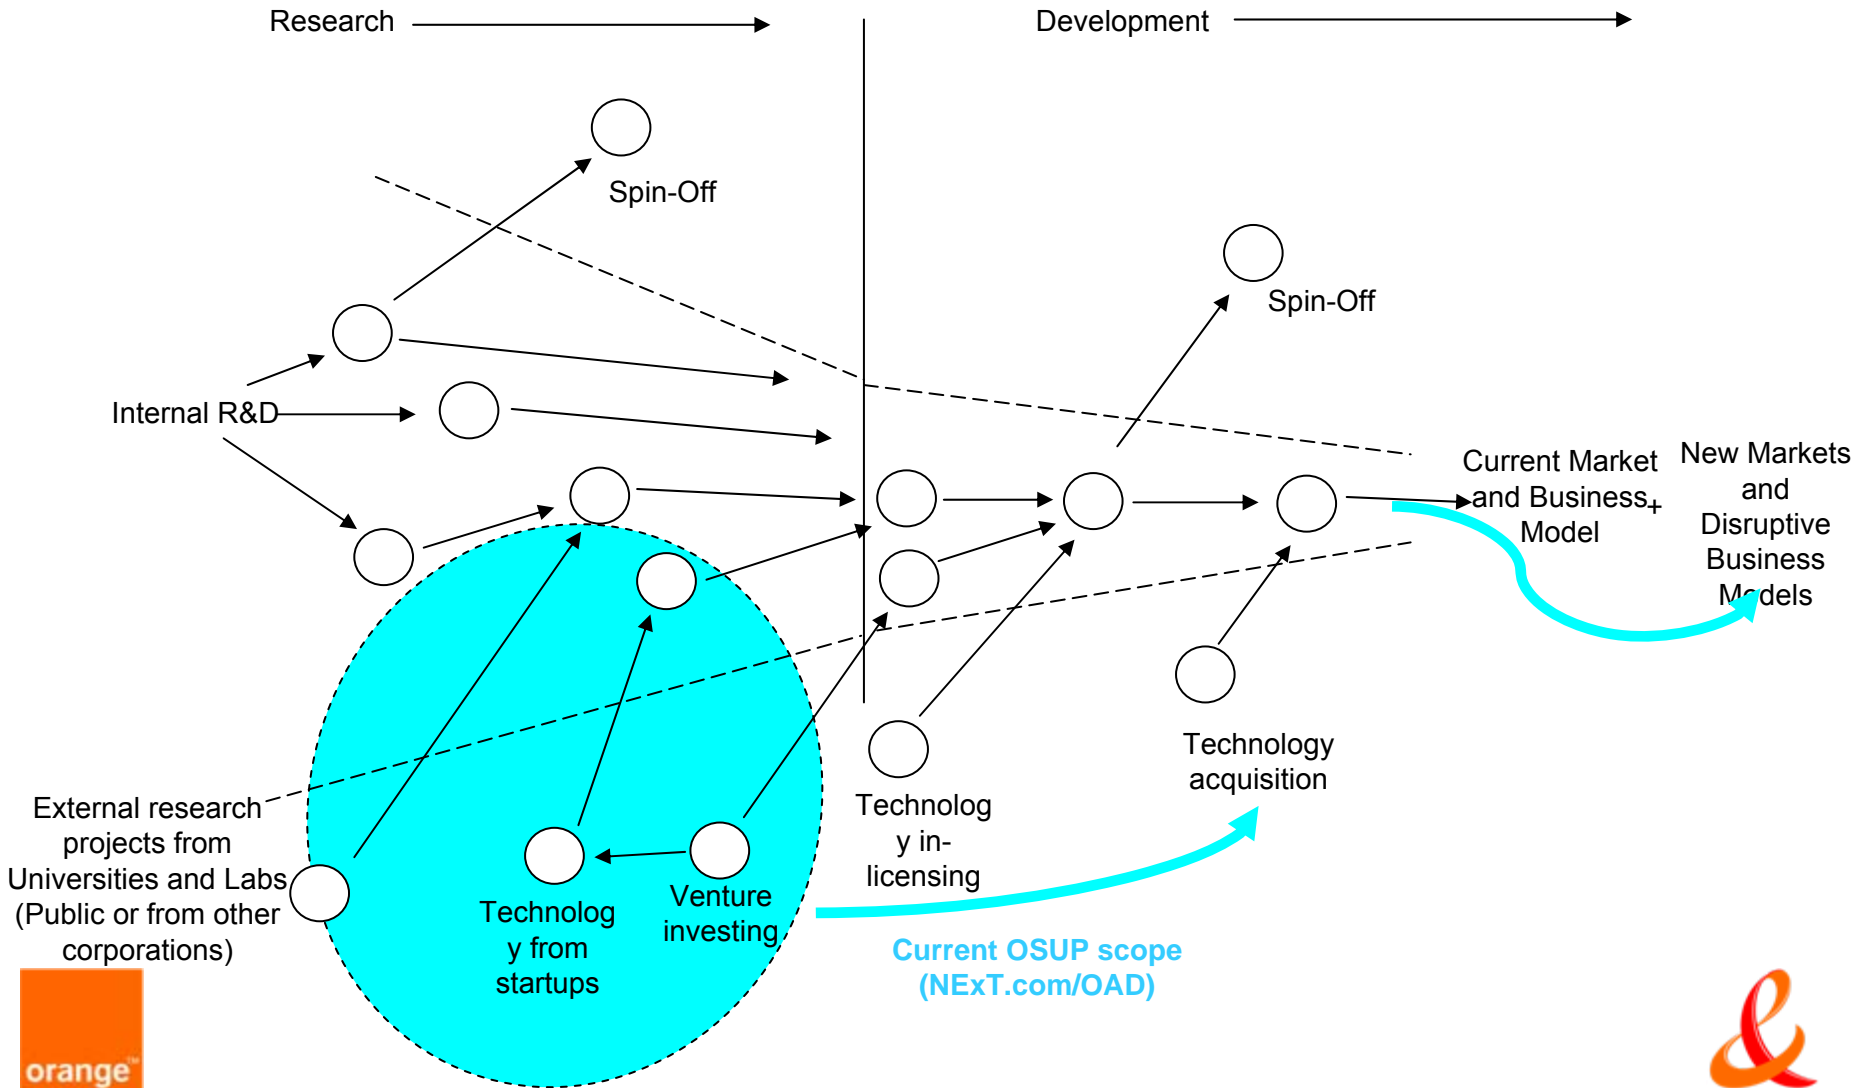 Research
Development
Spin-Off
Spin-Off
Internal R&D
Current Market
and Business
Model
+
New Markets
and
Disruptive
Business
Models
External research
projects from
Universities and Labs
(Public or from other
corporations)
Technolog
y from
startups
Venture
investing
Technolog
y in-
licensing
Technology
acquisition
Current OSUP scope
(NExT.com/OAD)
orange™
&